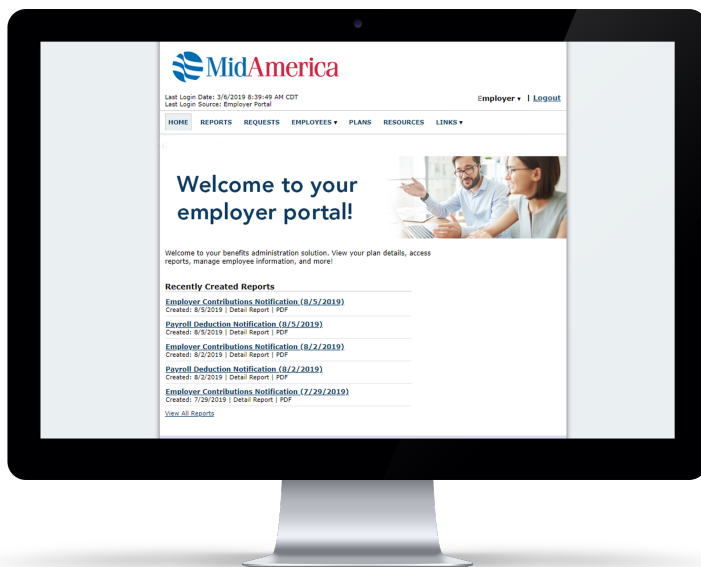 MidAmerica
Last Login Date: 3/6/2019 8:39:49 AM CDT
Last Login Source: Employer Portal
Employer ▾ | Logout
HOME REPORTS REQUESTS EMPLOYEES ▾ PLANS RESOURCES LINKS ▾
Welcome to your
employer portal!
Welcome to your benefits administration solution. View your plan details, access
reports, manage employee information, and more!
Recently Created Reports
Employer Contributions Notification (8/5/2019)
Created: 8/5/2019 | Detail Report | PDF
Payroll Deduction Notification (8/5/2019)
Created: 8/5/2019 | Detail Report | PDF
Employer Contributions Notification (8/2/2019)
Created: 8/2/2019 | Detail Report | PDF
Payroll Deduction Notification (8/2/2019)
Created: 8/2/2019 | Detail Report | PDF
Employer Contributions Notification (7/29/2019)
Created: 7/29/2019 | Detail Report | PDF
View All Reports